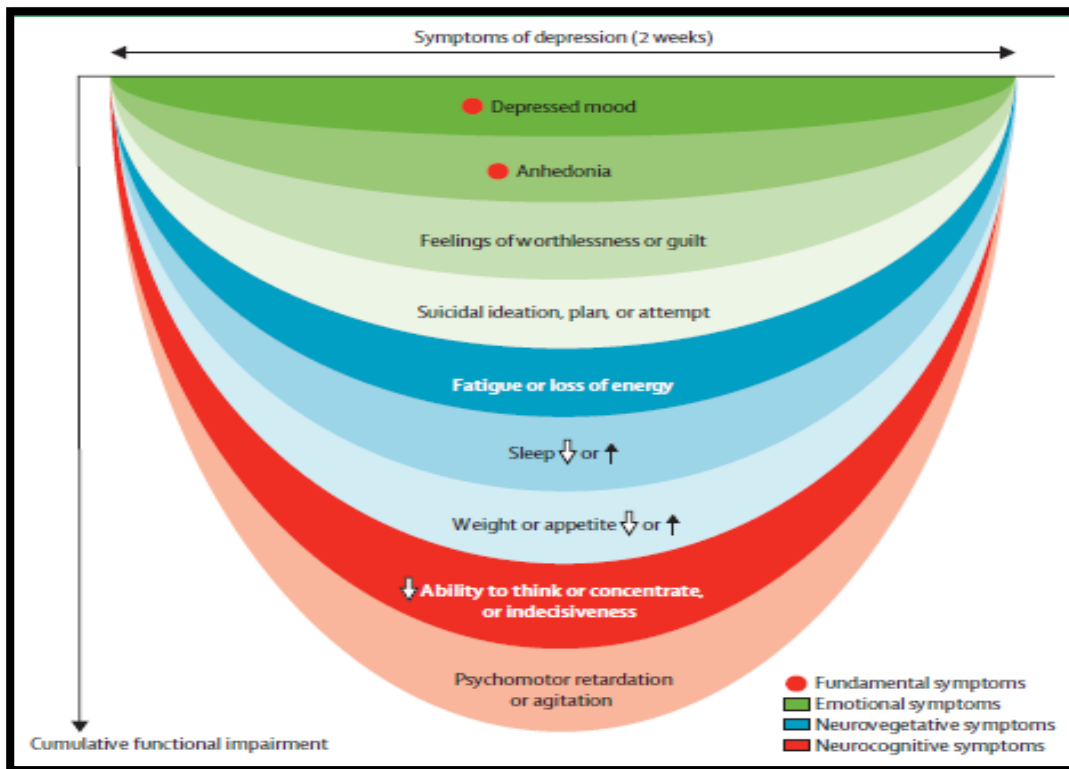 Symptoms of depression (2 weeks)
Depressed mood
Anhedonia
Feelings of worthlessness or guilt
Suicidal ideation, plan, or attempt
Fatigue or loss of energy
Sleep ⇩ or ↑
Weight or appetite ⇩ or ↑
⇩ Ability to think or concentrate,
or indecisiveness
Psychomotor retardation
or agitation
Cumulative functional impairment
Fundamental symptoms
Emotional symptoms
Neurovegetative symptoms
Neurocognitive symptoms